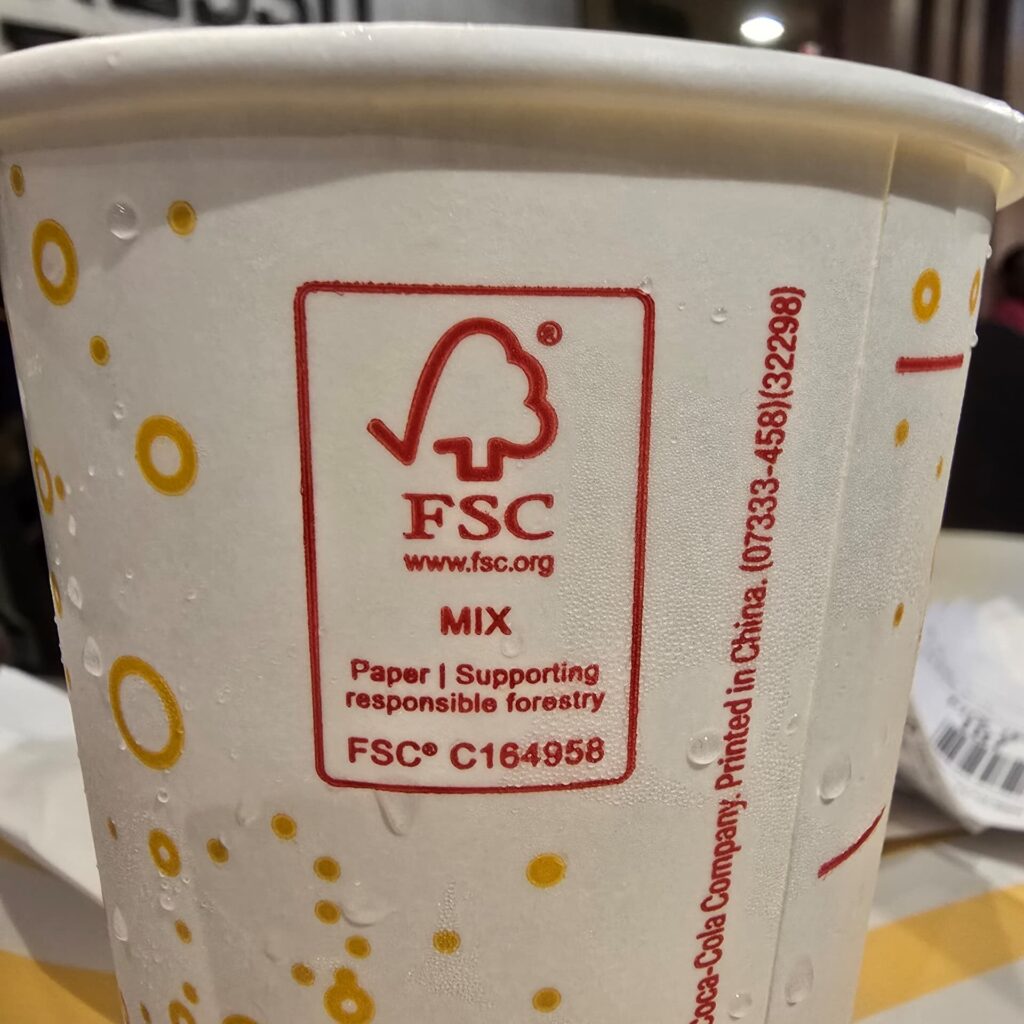 FSC®
www.fsc.org
MIX
Paper | Supporting
responsible forestry
FSC® C164958
Coca-Cola Company. Printed in China. (07333-458)(32298)